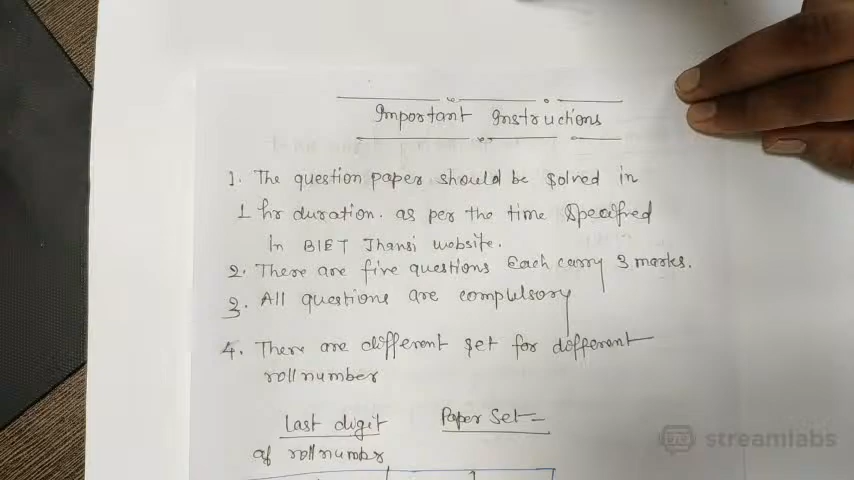 Important Instructions
1. The question paper should be solved in
1 hr duration. as per the time specified
In BIET Jhansi website.
2. There are five questions Each carry 3 marks.
3. All questions are compulsory
4. There are different set for different
roll number
Last digit Paper Set
of roll number
streamlabs